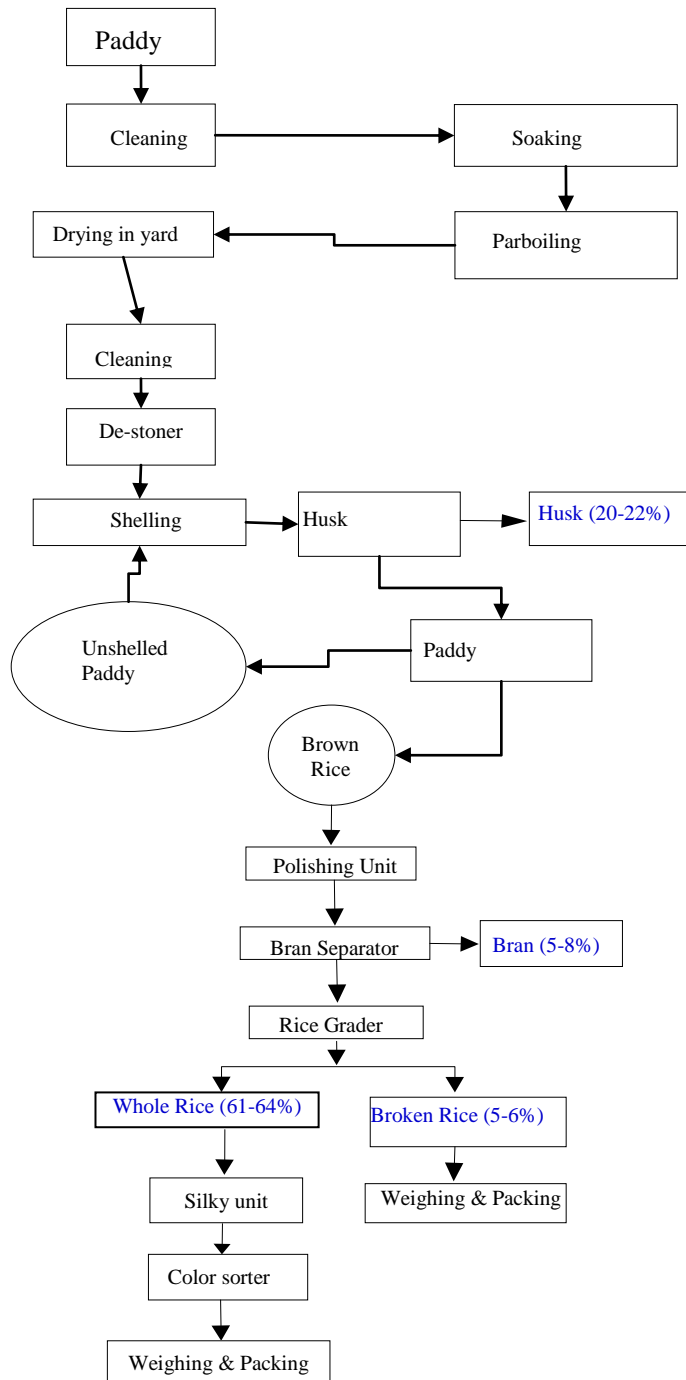 Paddy
Cleaning
Soaking
Parboiling
Drying in yard
Cleaning
De-stoner
Shelling
Husk
Husk (20-22%)
Unshelled
Paddy
Paddy
Brown
Rice
Polishing Unit
Bran Separator
Bran (5-8%)
Rice Grader
Whole Rice (61-64%)
Broken Rice (5-6%)
Silky unit
Weighing & Packing
Color sorter
Weighing & Packing